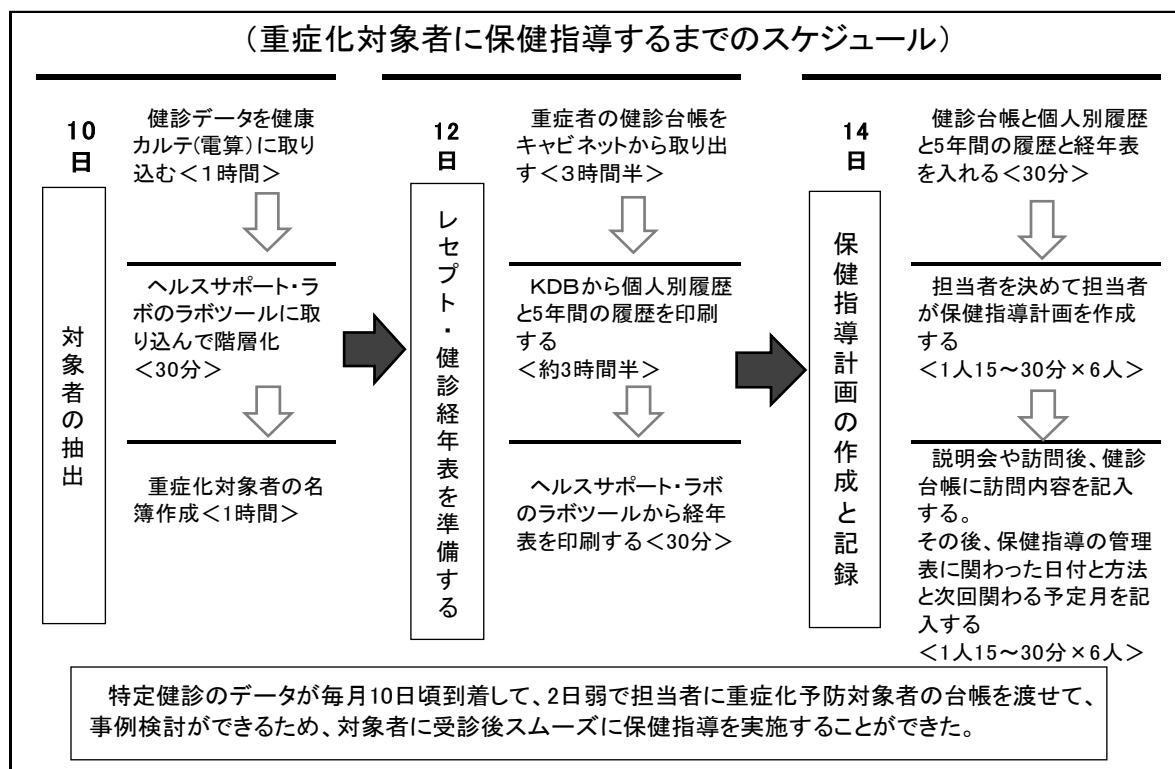 （重症化対象者に保健指導するまでのスケジュール）
10
日
対象者の抽出
健診データを健康
カルテ(電算)に取り
込む＜1時間＞
ヘルスサポート・ラ
ボのラボツールに取
り込んで階層化
＜30分＞
重症化対象者の名
簿作成＜1時間＞
12
日
レセプト・健診経年表を準備する
重症者の健診台帳を
キャビネットから取り出
す＜3時間半＞
KDBから個人別履歴
と5年間の履歴を印刷
する
＜約3時間半＞
ヘルスサポート・ラボ
のラボツールから経年
表を印刷する＜30分＞
14
日
保健指導計画の作成と記録
健診台帳と個人別履歴
と5年間の履歴と経年表
を入れる＜30分＞
担当者を決めて担当者
が保健指導計画を作成
する
＜1人15～30分×6人＞
説明会や訪問後、健診
台帳に訪問内容を記入
する。
その後、保健指導の管理
表に関わった日付と方法
と次回関わる予定月を記
入する
＜1人15～30分×6人＞
特定健診のデータが毎月10日頃到着して、2日弱で担当者に重症化予防対象者の台帳を渡せて、
事例検討ができるため、対象者に受診後スムーズに保健指導を実施することができた。